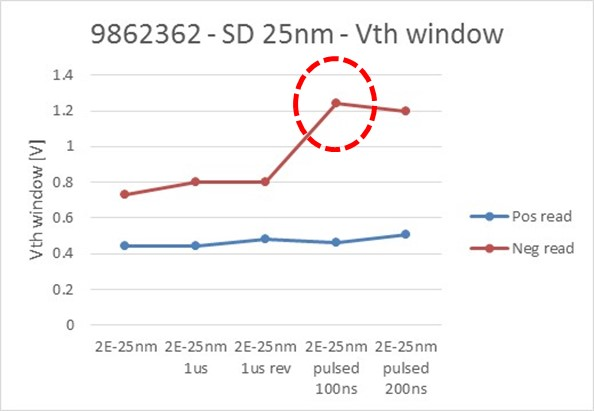 9862362 - SD 25nm - Vth window
1.4
1.2
1
0.8
0.6
0.4
0.2
0
Vth window [V]
2E-25nm
2E-25nm
1us
2E-25nm
1us rev
2E-25nm
pulsed
100ns
2E-25nm
pulsed
200ns
Pos read
Neg read